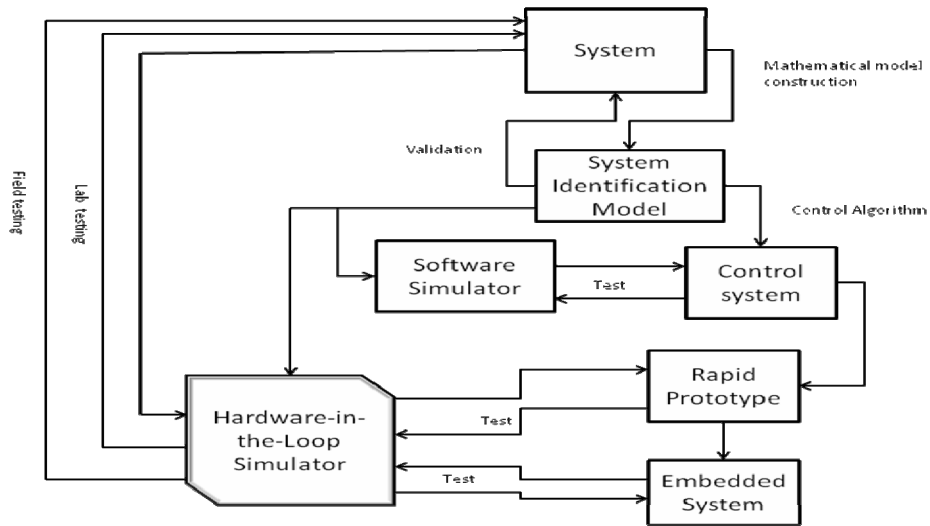 System
Mathematical model
construction
Validation
System
Identification
Model
Control Algorithm
Field testing
Lab testing
Software
Simulator
Test
Control
system
Rapid
Prototype
Hardware-in-
the-Loop
Simulator
Test
Test
Embedded
System